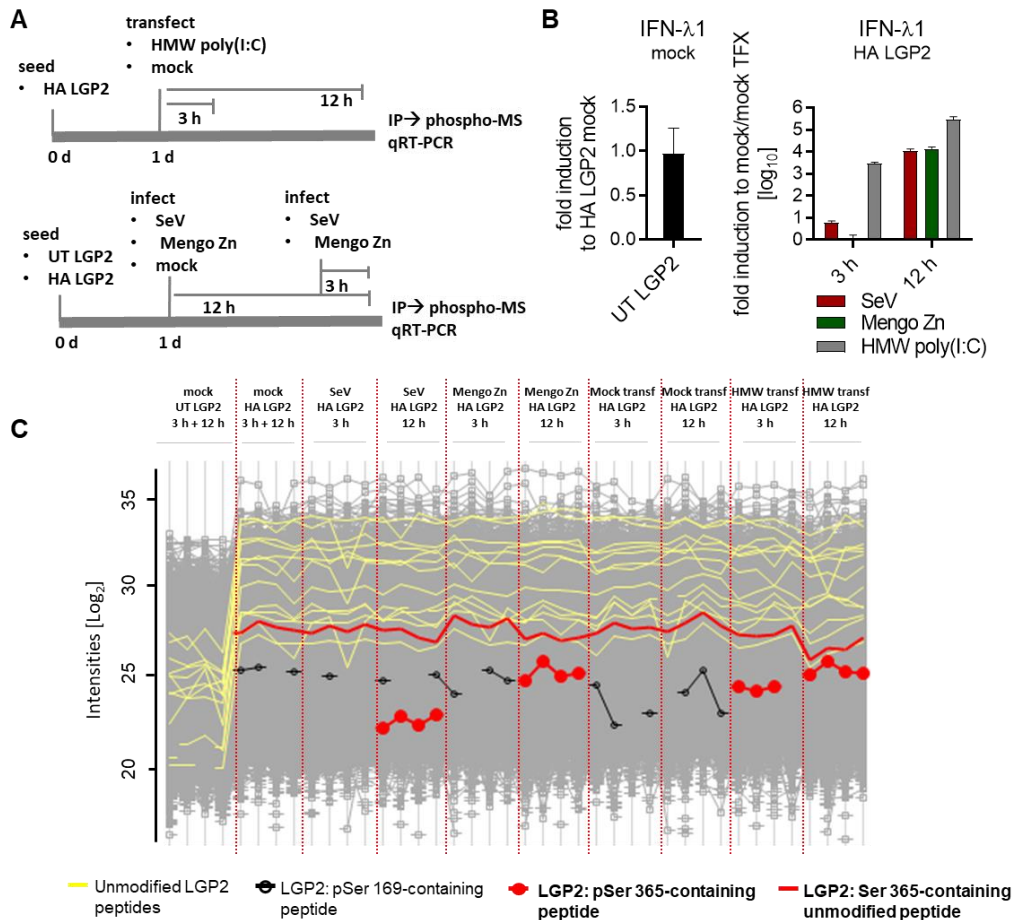 A
transfect
• HMW poly(I:C)
• mock
seed
• HA LGP2
3 h
12 h
IP→ phospho-MS
qRT-PCR
0 d
1 d
infect
• SeV
• Mengo Zn
• mock
infect
• SeV
• Mengo Zn
seed
• UT LGP2
• HA LGP2
3 h
12 h
IP→ phospho-MS
qRT-PCR
0 d
1 d
B
IFN-λ1
mock
fold induction
to HA LGP2 mock
1.5
1.0
0.5
0.0
UT LGP2
IFN-λ1
HA LGP2
fold induction to mock/mock TFX
[log10]
6
5
4
3
2
1
0
3 h
12 h
SeV
Mengo Zn
HMW poly(I:C)
C
mock
UT LGP2
3 h + 12 h
mock
HA LGP2
3 h + 12 h
SeV
HA LGP2
3 h
SeV
HA LGP2
12 h
Mengo Zn
HA LGP2
3 h
Mengo Zn
HA LGP2
12 h
Mock transf
HA LGP2
3 h
Mock transf
HA LGP2
12 h
HMW transf
HA LGP2
3 h
HMW transf
HA LGP2
12 h
Intensities [Log2]
35
30
25
20
Unmodified LGP2
peptides
LGP2: pSer 169-containing
peptide
LGP2: pSer 365-containing
peptide
LGP2: Ser 365-containing
unmodified peptide